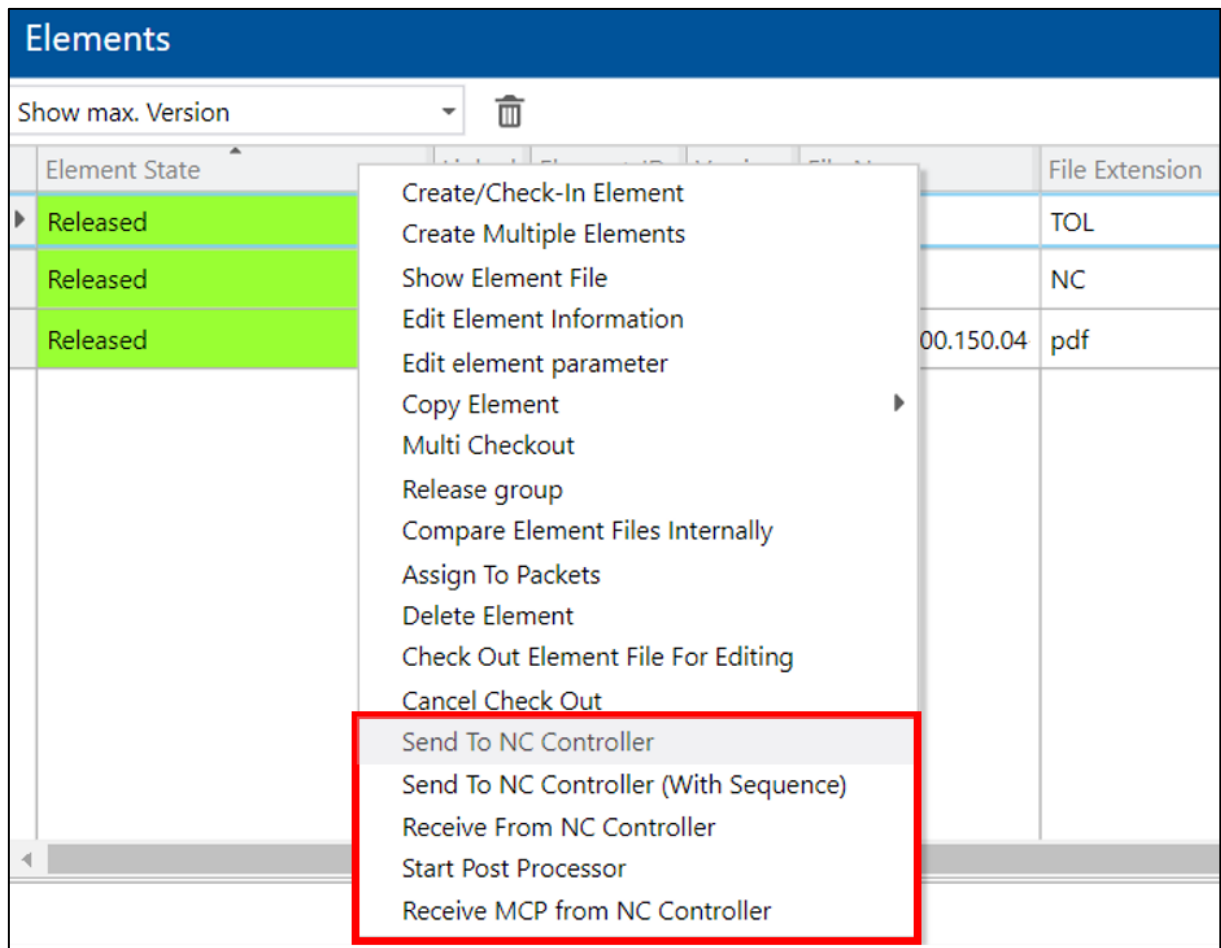 Elements
Show max. Version
Element State
File Extension
Released
TOL
Released
NC
Released
00.150.04
pdf
Create/Check-In Element
Create Multiple Elements
Show Element File
Edit Element Information
Edit element parameter
Copy Element
Multi Checkout
Release group
Compare Element Files Internally
Assign To Packets
Delete Element
Check Out Element File For Editing
Cancel Check Out
Send To NC Controller
Send To NC Controller (With Sequence)
Receive From NC Controller
Start Post Processor
Receive MCP from NC Controller